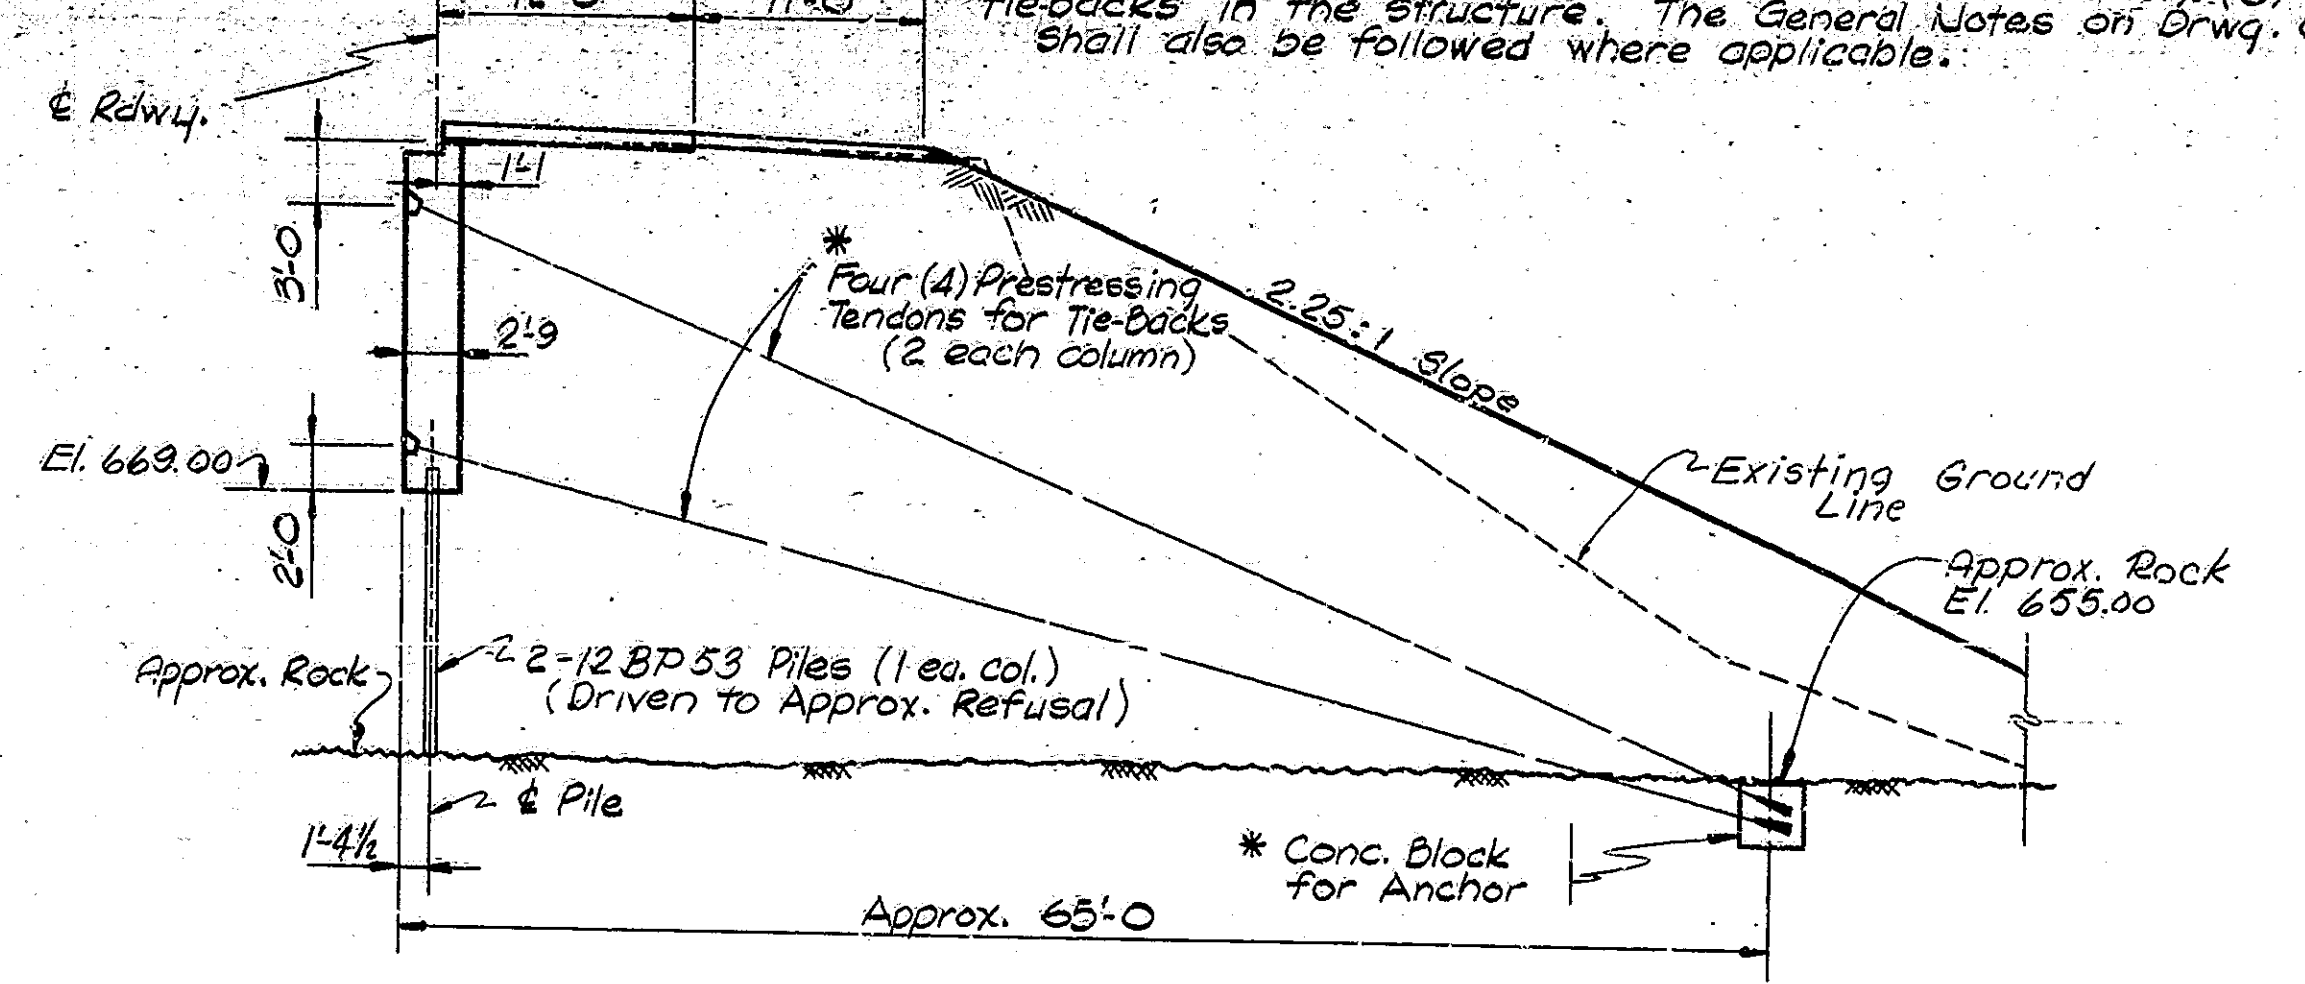 11'-0
Tie-backs in the structure. The General Notes on Drwg.
shall also be followed where applicable.
℄ Rdwy.
1'-1
3'-0
*
Four (4) Prestressing
Tendons for Tie-Backs
(2 each column)
2.25:1 Slope
2'-9
El. 669.00
Existing Ground
Line
2'-0
Approx. Rock
El. 655.00
Approx. Rock
2-12 BP 53 Piles (1 ea. col.)
(Driven to Approx. Refusal)
℄ Pile
1'-4½
* Conc. Block
for Anchor
Approx. 65'-0